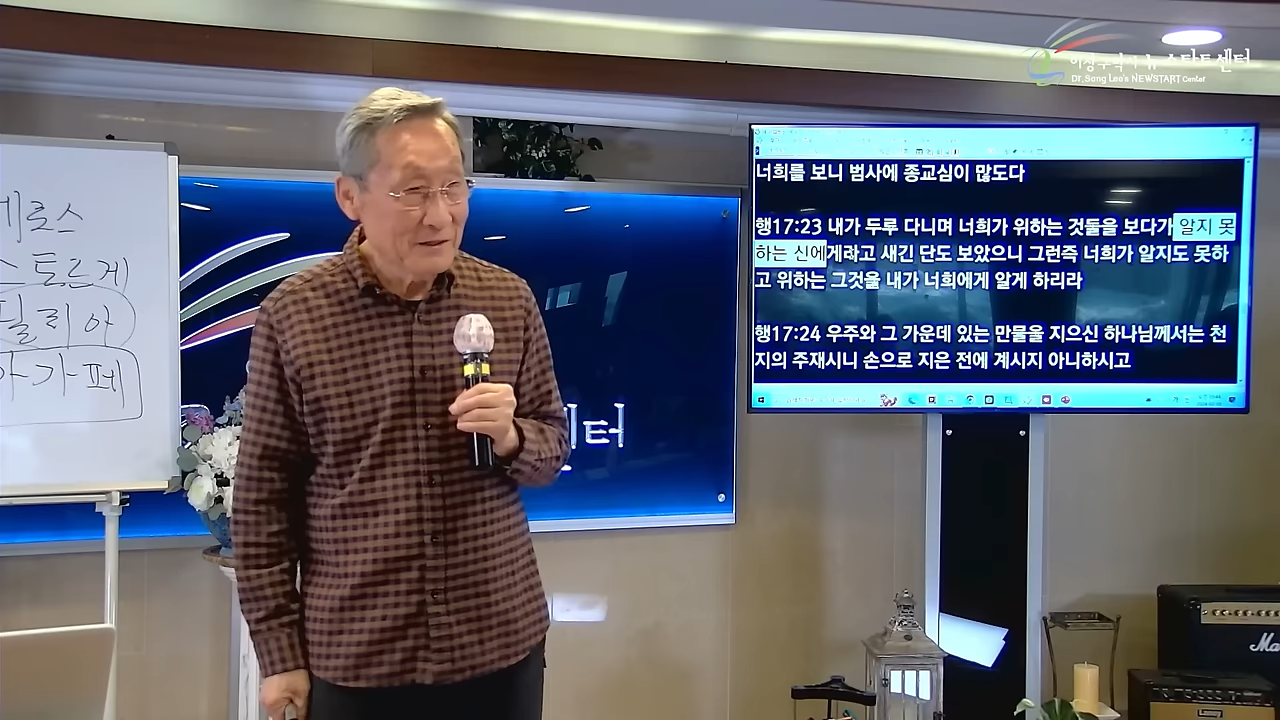 이상구박사 뉴스타트센터
Dr. Sang Lee's NEWSTART Center
에로스
스토르게
필리아
아가페
너희를 보니 범사에 종교심이 많도다
행17:23 내가 두루 다니며 너희가 위하는 것들을 보다가 알지 못
하는 신에게라고 새긴 단도 보았으니 그런즉 너희가 알지도 못하
고 위하는 그것을 내가 너희에게 알게 하리라
행17:24 우주와 그 가운데 있는 만물을 지으신 하나님께서는 천
지의 주재시니 손으로 지은 전에 계시지 아니하시고
센터
Ma